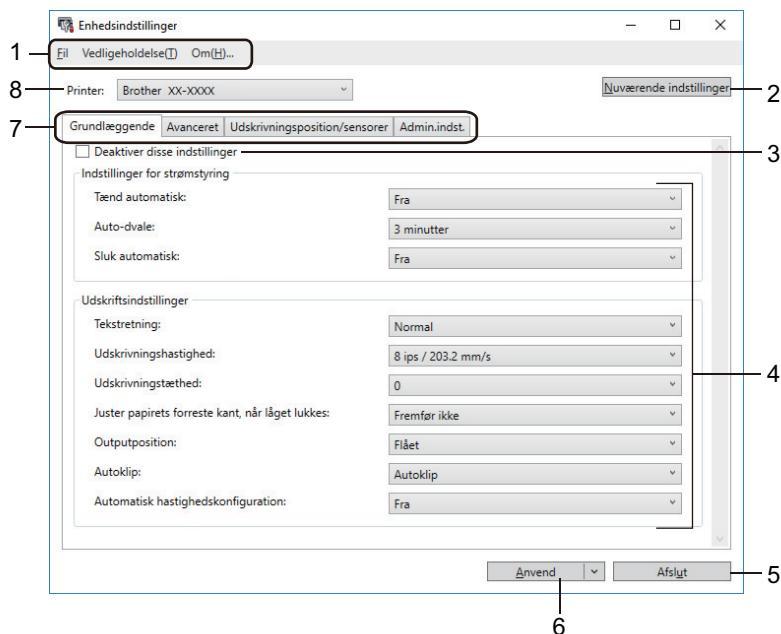 Enhedsindstillinger
1
Fil Vedligeholdelse(T) Om(H)...
8
Printer: Brother XX-XXXX
Nuværende indstillinger
2
7
Grundlæggende Avanceret Udskrivningsposition/sensorer Admin.indst.
Deaktiver disse indstillinger
3
Indstillinger for strømstyring
Tænd automatisk: Fra
Auto-dvale: 3 minutter
Sluk automatisk: Fra
Udskriftsindstillinger
Tekstretning: Normal
Udskrivningshastighed: 8 ips / 203.2 mm/s
4
Udskrivningstæthed: 0
Juster papirets forreste kant, når låget lukkes: Fremfør ikke
Outputposition: Flået
Autoklip: Autoklip
Automatisk hastighedskonfiguration: Fra
Anvend Afslut
5
6